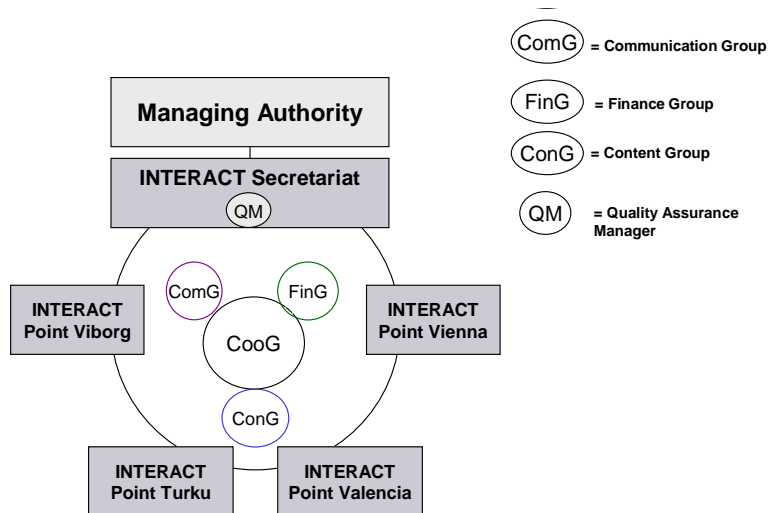 ComG = Communication Group
FinG = Finance Group
ConG = Content Group
QM = Quality Assurance
Manager
Managing Authority
INTERACT Secretariat
QM
ComG
FinG
INTERACT
Point Viborg
INTERACT
Point Vienna
CooG
ConG
INTERACT
Point Turku
INTERACT
Point Valencia